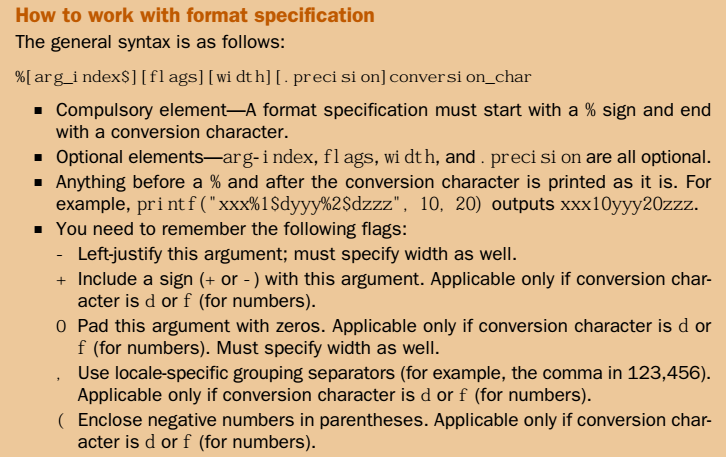 How to work with format specification
The general syntax is as follows:
%[arg_index$][flags][width][.precision]conversion_char
■ Compulsory element—A format specification must start with a % sign and end
with a conversion character.
■ Optional elements—arg-index, flags, width, and .precision are all optional.
■ Anything before a % and after the conversion character is printed as it is. For
example, printf("xxx%1$dyyy%2$dzzz", 10, 20) outputs xxx10yyy20zzz.
■ You need to remember the following flags:
- Left-justify this argument; must specify width as well.
+ Include a sign (+ or -) with this argument. Applicable only if conversion char-
acter is d or f (for numbers).
0 Pad this argument with zeros. Applicable only if conversion character is d or
f (for numbers). Must specify width as well.
, Use locale-specific grouping separators (for example, the comma in 123,456).
Applicable only if conversion character is d or f (for numbers).
( Enclose negative numbers in parentheses. Applicable only if conversion char-
acter is d or f (for numbers).